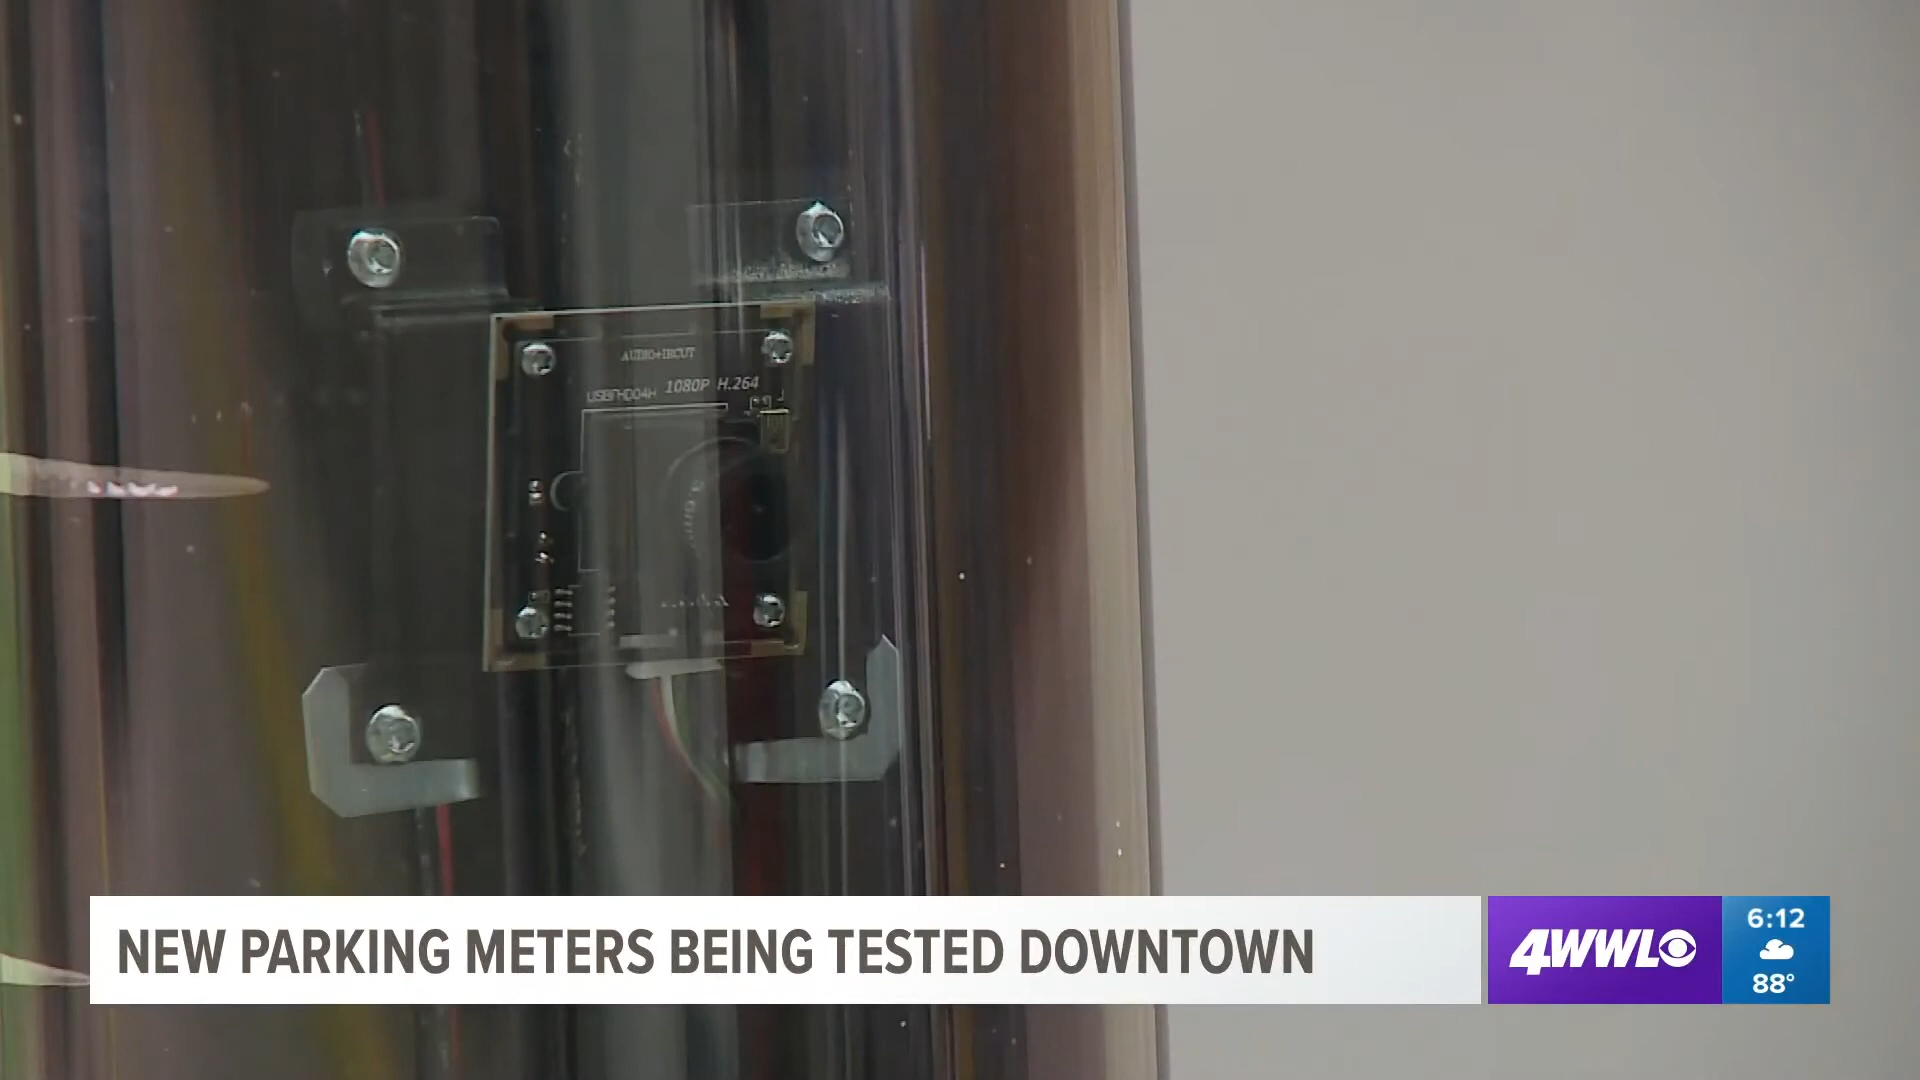 AUDIO+IRCUT
USBFHD04H 1080P H.264
NEW PARKING METERS BEING TESTED DOWNTOWN
4WWL
6:12
88°